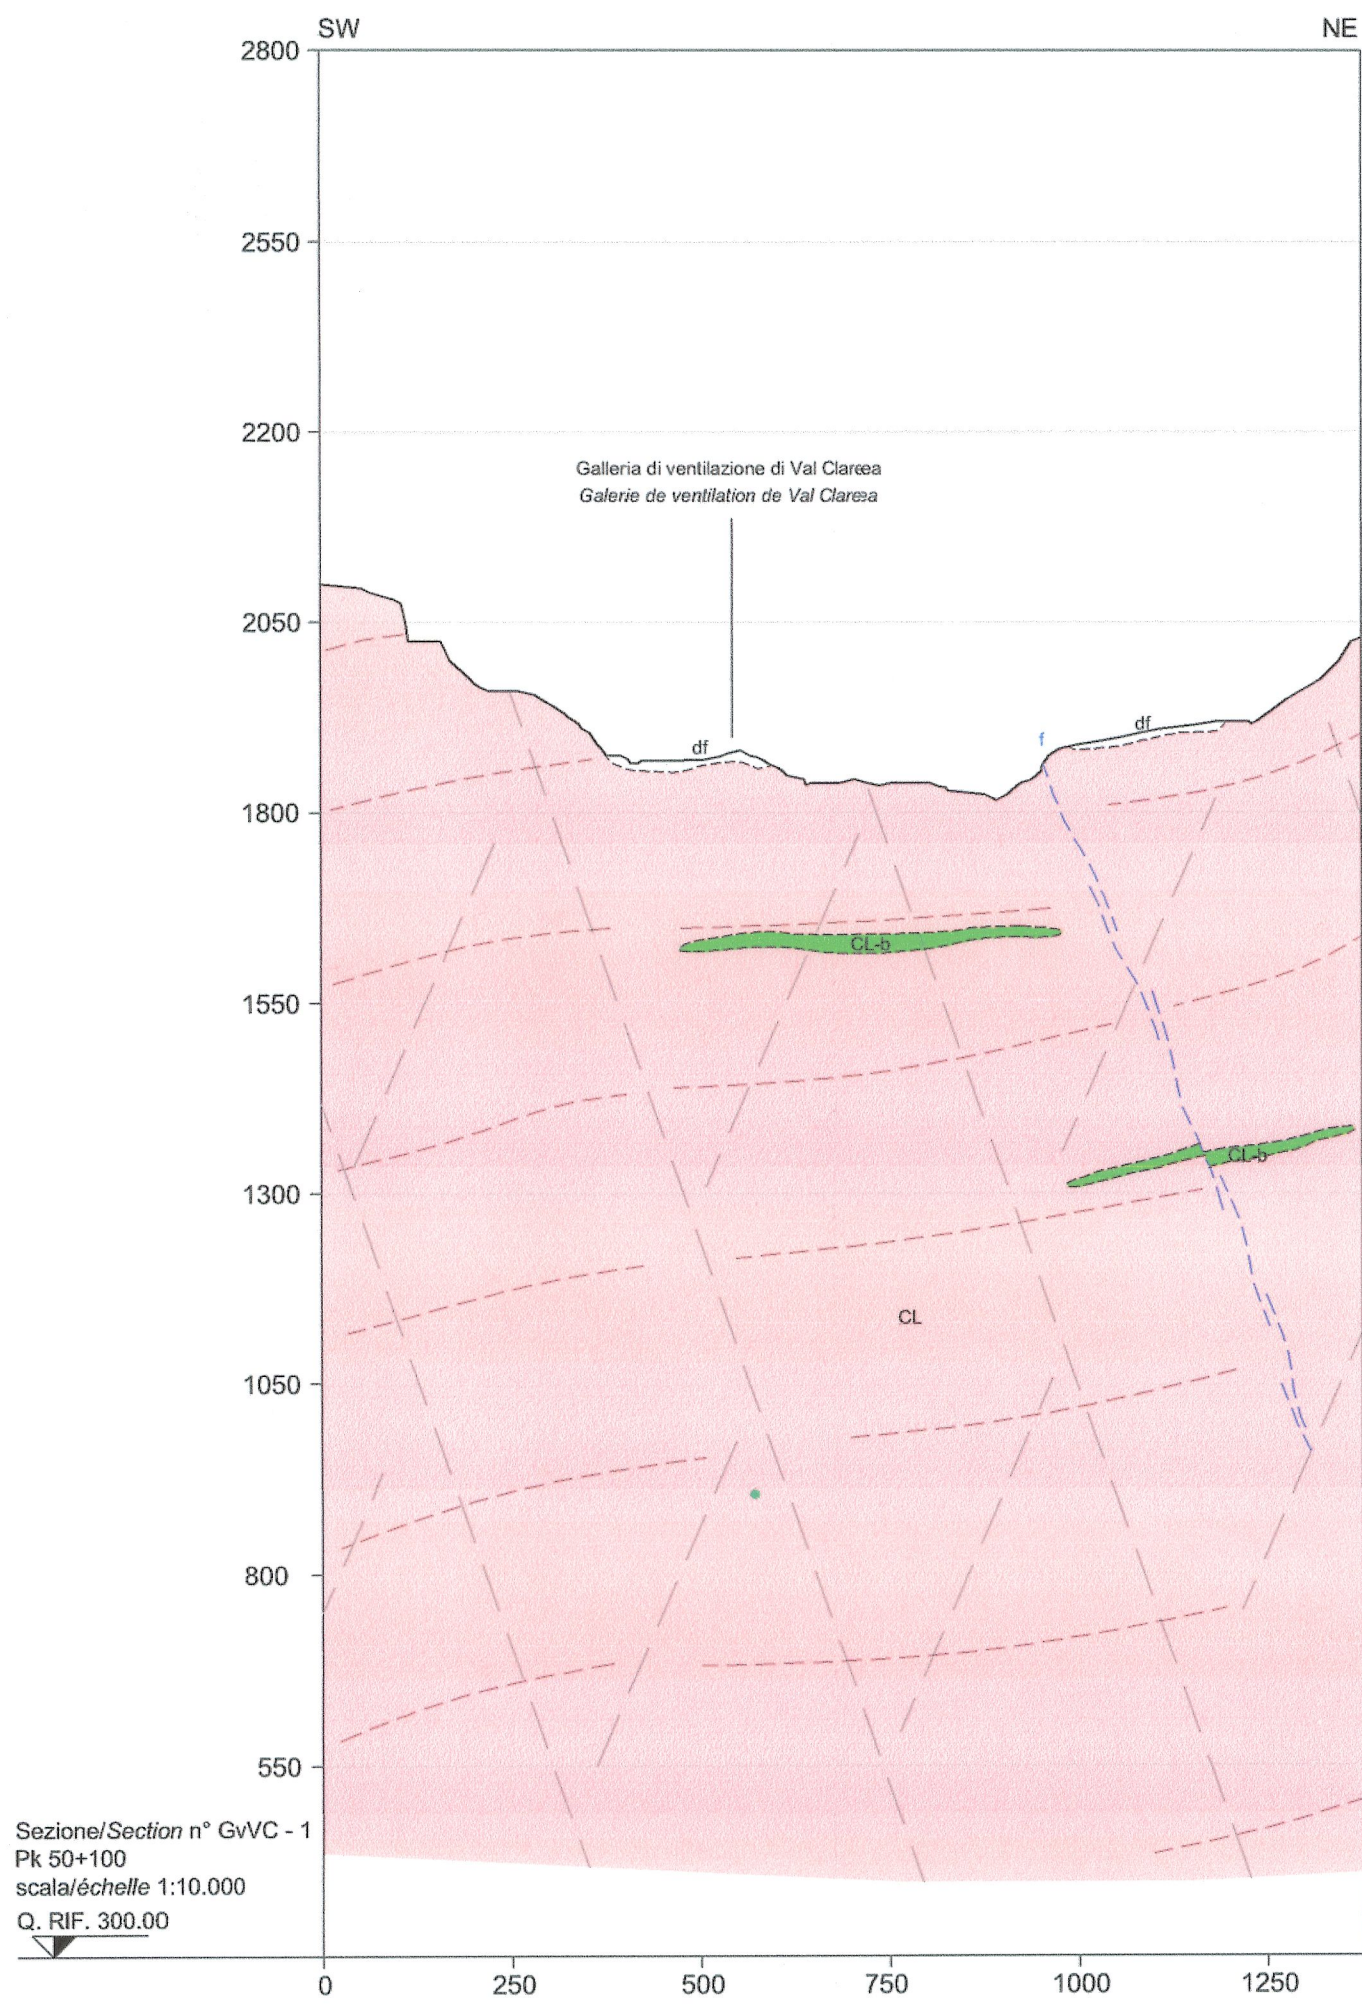 SW
NE
2800
2550
2200
Galleria di ventilazione di Val Clareea
Galerie de ventilation de Val Clarea
2050
df
f
df
1800
CL-b
1550
CL-b
1300
CL
1050
800
550
Sezione/Section n° GvVC - 1
Pk 50+100
scala/échelle 1:10.000
Q. RIF. 300.00
0
250
500
750
1000
1250